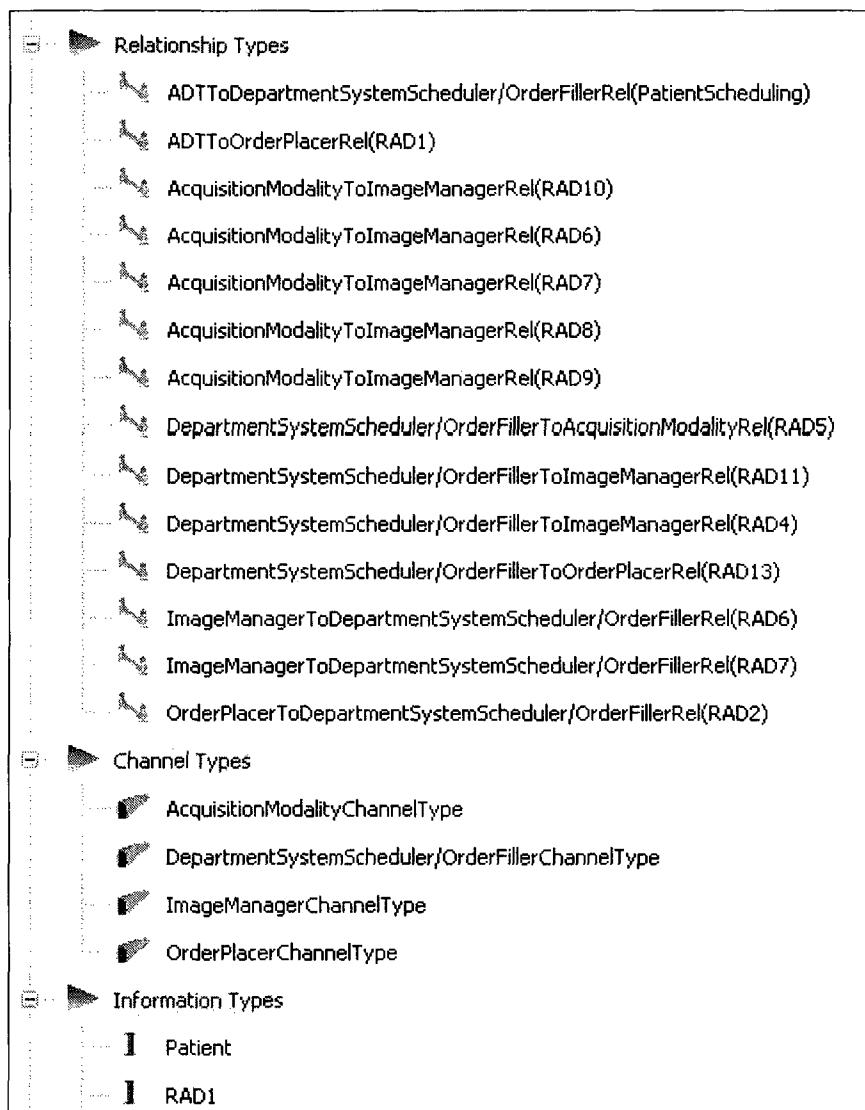 Relationship Types
ADTToDepartmentSystemScheduler/OrderFillerRel(PatientScheduling)
ADTToOrderPlacerRel(RAD1)
AcquisitionModalityToImageManagerRel(RAD10)
AcquisitionModalityToImageManagerRel(RAD6)
AcquisitionModalityToImageManagerRel(RAD7)
AcquisitionModalityToImageManagerRel(RAD8)
AcquisitionModalityToImageManagerRel(RAD9)
DepartmentSystemScheduler/OrderFillerToAcquisitionModalityRel(RAD5)
DepartmentSystemScheduler/OrderFillerToImageManagerRel(RAD11)
DepartmentSystemScheduler/OrderFillerToImageManagerRel(RAD4)
DepartmentSystemScheduler/OrderFillerToOrderPlacerRel(RAD13)
ImageManagerToDepartmentSystemScheduler/OrderFillerRel(RAD6)
ImageManagerToDepartmentSystemScheduler/OrderFillerRel(RAD7)
OrderPlacerToDepartmentSystemScheduler/OrderFillerRel(RAD2)
Channel Types
AcquisitionModalityChannelType
DepartmentSystemScheduler/OrderFillerChannelType
ImageManagerChannelType
OrderPlacerChannelType
Information Types
Patient
RAD1